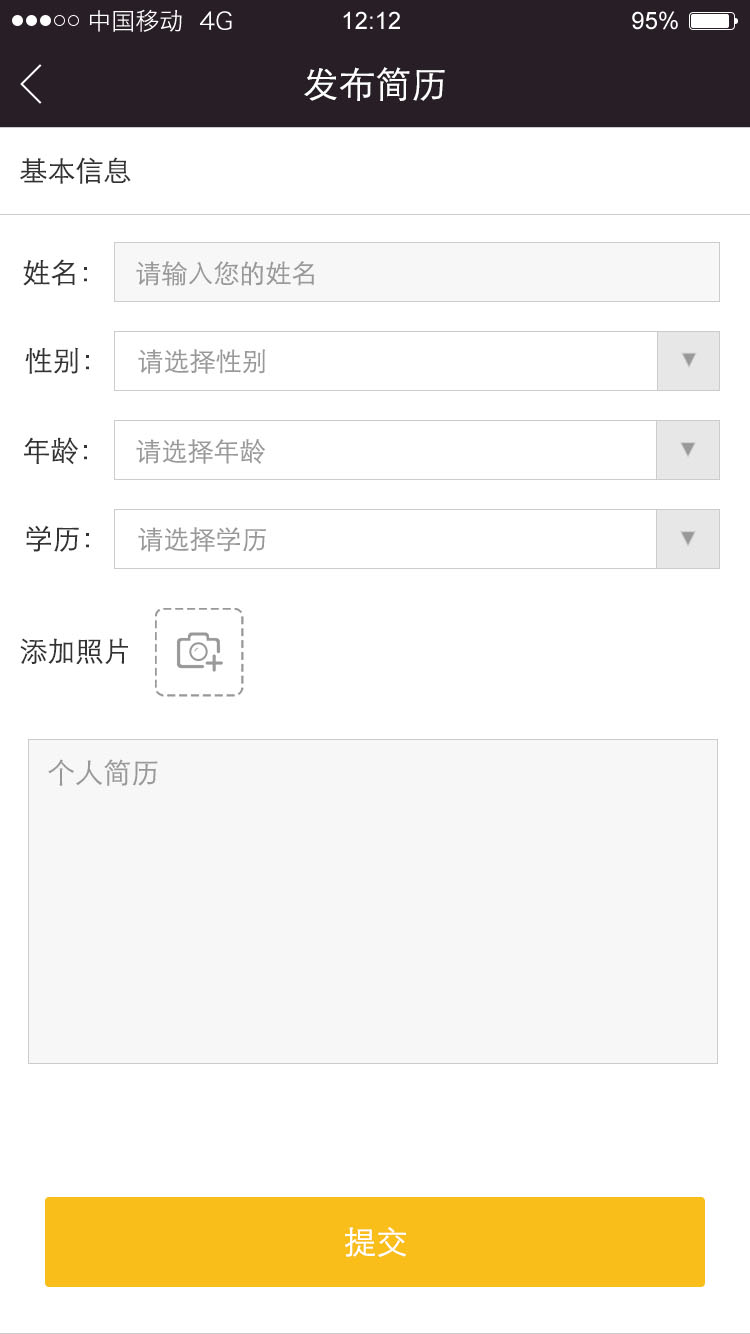 中国移动 4G 12:12 95%
发布简历
基本信息
姓名: 请输入您的姓名
性别: 请选择性别
年龄: 请选择年龄
学历: 请选择学历
添加照片
个人简历
提交